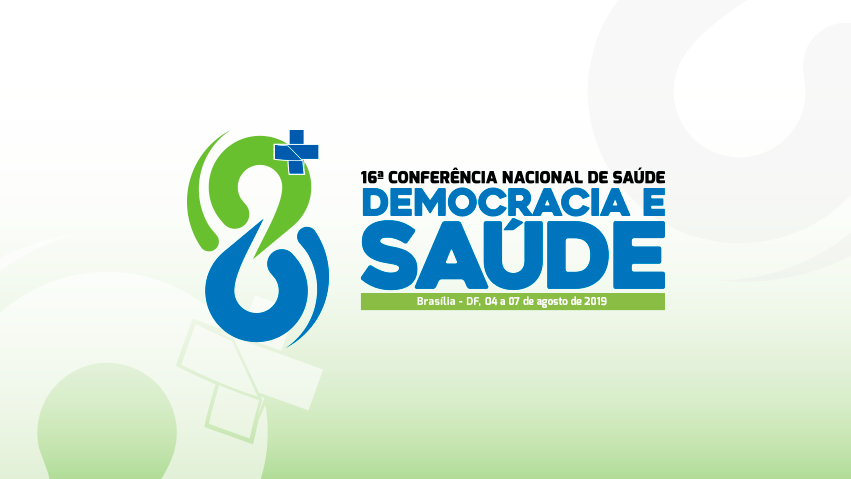 16ª CONFERÊNCIA NACIONAL DE SAÚDE
DEMOCRACIA E
SAÚDE
Brasília - DF, 04 a 07 de agosto de 2019